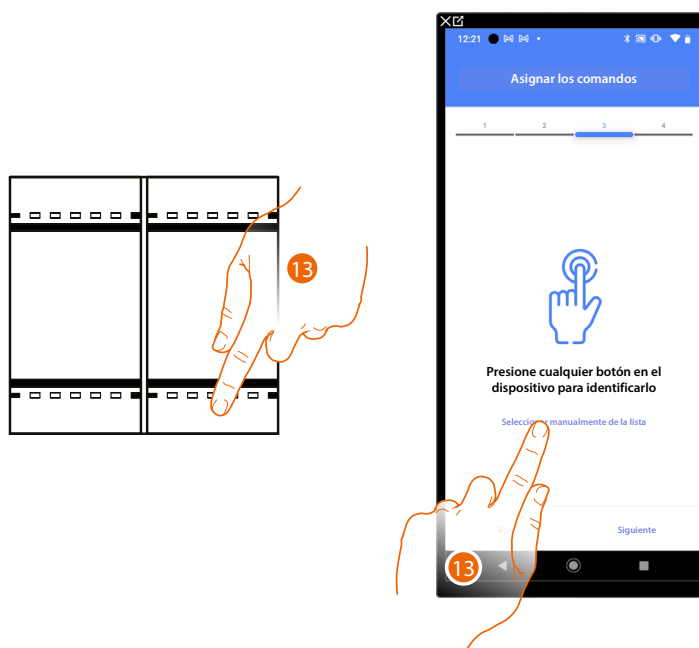 12:21
Asignar los comandos
1 2 3 4
13
Presione cualquier botón en el
dispositivo para identificarlo
Seleccionar manualmente de la lista
Siguiente
13